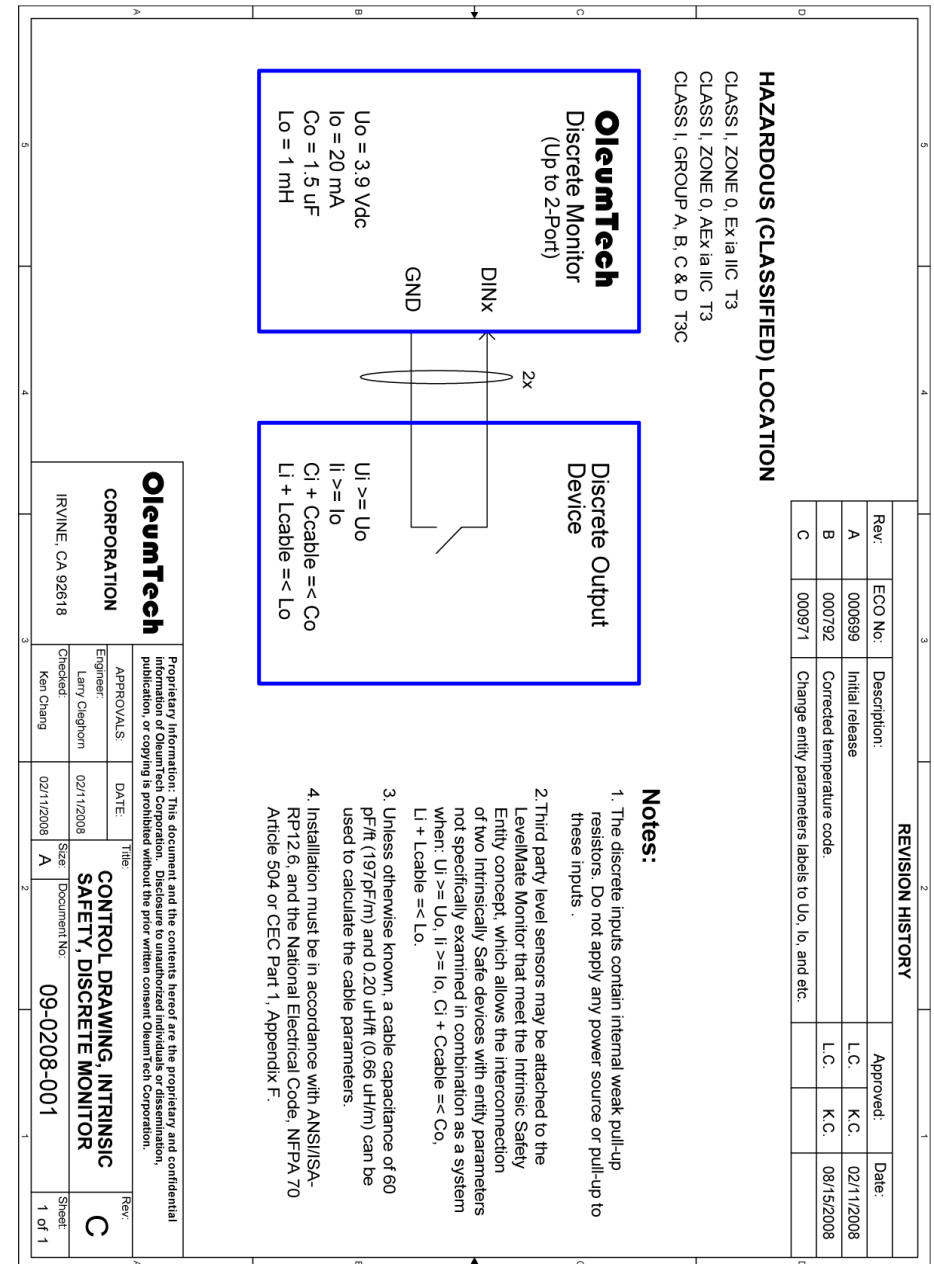 REVISION HISTORY
Rev: ECO No: Description: Approved: Date:
A 000699 Initial release L.C. K.C. 02/11/2008
B 000792 Corrected temperature code. L.C. K.C. 08/15/2008
C 000971 Change entity parameters labels to Uo, Io, and etc.
HAZARDOUS (CLASSIFIED) LOCATION
CLASS I, ZONE 0, Ex ia IIC T3
CLASS I, ZONE 0, AEx ia IIC T3
CLASS I, GROUP A, B, C & D T3C
OleumTech
Discrete Monitor
(Up to 2-Port)
DINx
GND
Uo = 3.9 Vdc
Io = 20 mA
Co = 1.5 uF
Lo = 1 mH
2x
Discrete Output
Device
Ui >= Uo
Ii >= Io
Ci + Ccable =< Co
Li + Lcable =< Lo
Notes:
1. The discrete inputs contain internal weak pull-up
resistors. Do not apply any power source or pull-up to
these inputs .
2.Third party level sensors may be attached to the
LevelMate Monitor that meet the Intrinsic Safety
Entity concept, which allows the interconnection
of two Intrinsically Safe devices with entity parameters
not specifically examined in combination as a system
when: Ui >= Uo, Ii >= Io, Ci + Ccable =< Co,
Li + Lcable =< Lo.
3. Unless otherwise known, a cable capacitance of 60
pF/ft (197pF/m) and 0.20 uH/ft (0.66 uH/m) can be
used to calculate the cable parameters.
4. Installlation must be in accordance with ANSI/ISA-
RP12.6, and the National Electrical Code, NFPA 70
Article 504 or CEC Part 1, Appendix F.
OleumTech
CORPORATION
IRVINE, CA 92618
Proprietary Information: This document and the contents hereof are the proprietary and confidential
information of OleumTech Corporation. Disclosure to unauthorized individuals or dissemination,
publication, or copying is prohibited without the prior written consent OleumTech Corporation.
APPROVALS: DATE:
Engineer:
Larry Cleghorn 02/11/2008
Checked:
Ken Chang 02/11/2008
Title:
CONTROL DRAWING, INTRINSIC
SAFETY, DISCRETE MONITOR
Rev:
C
Size:
A
Document No:
09-0208-001
Sheet:
1 of 1
5 4 3 2 1
5 4 3 2 1
D C B A
D C B A